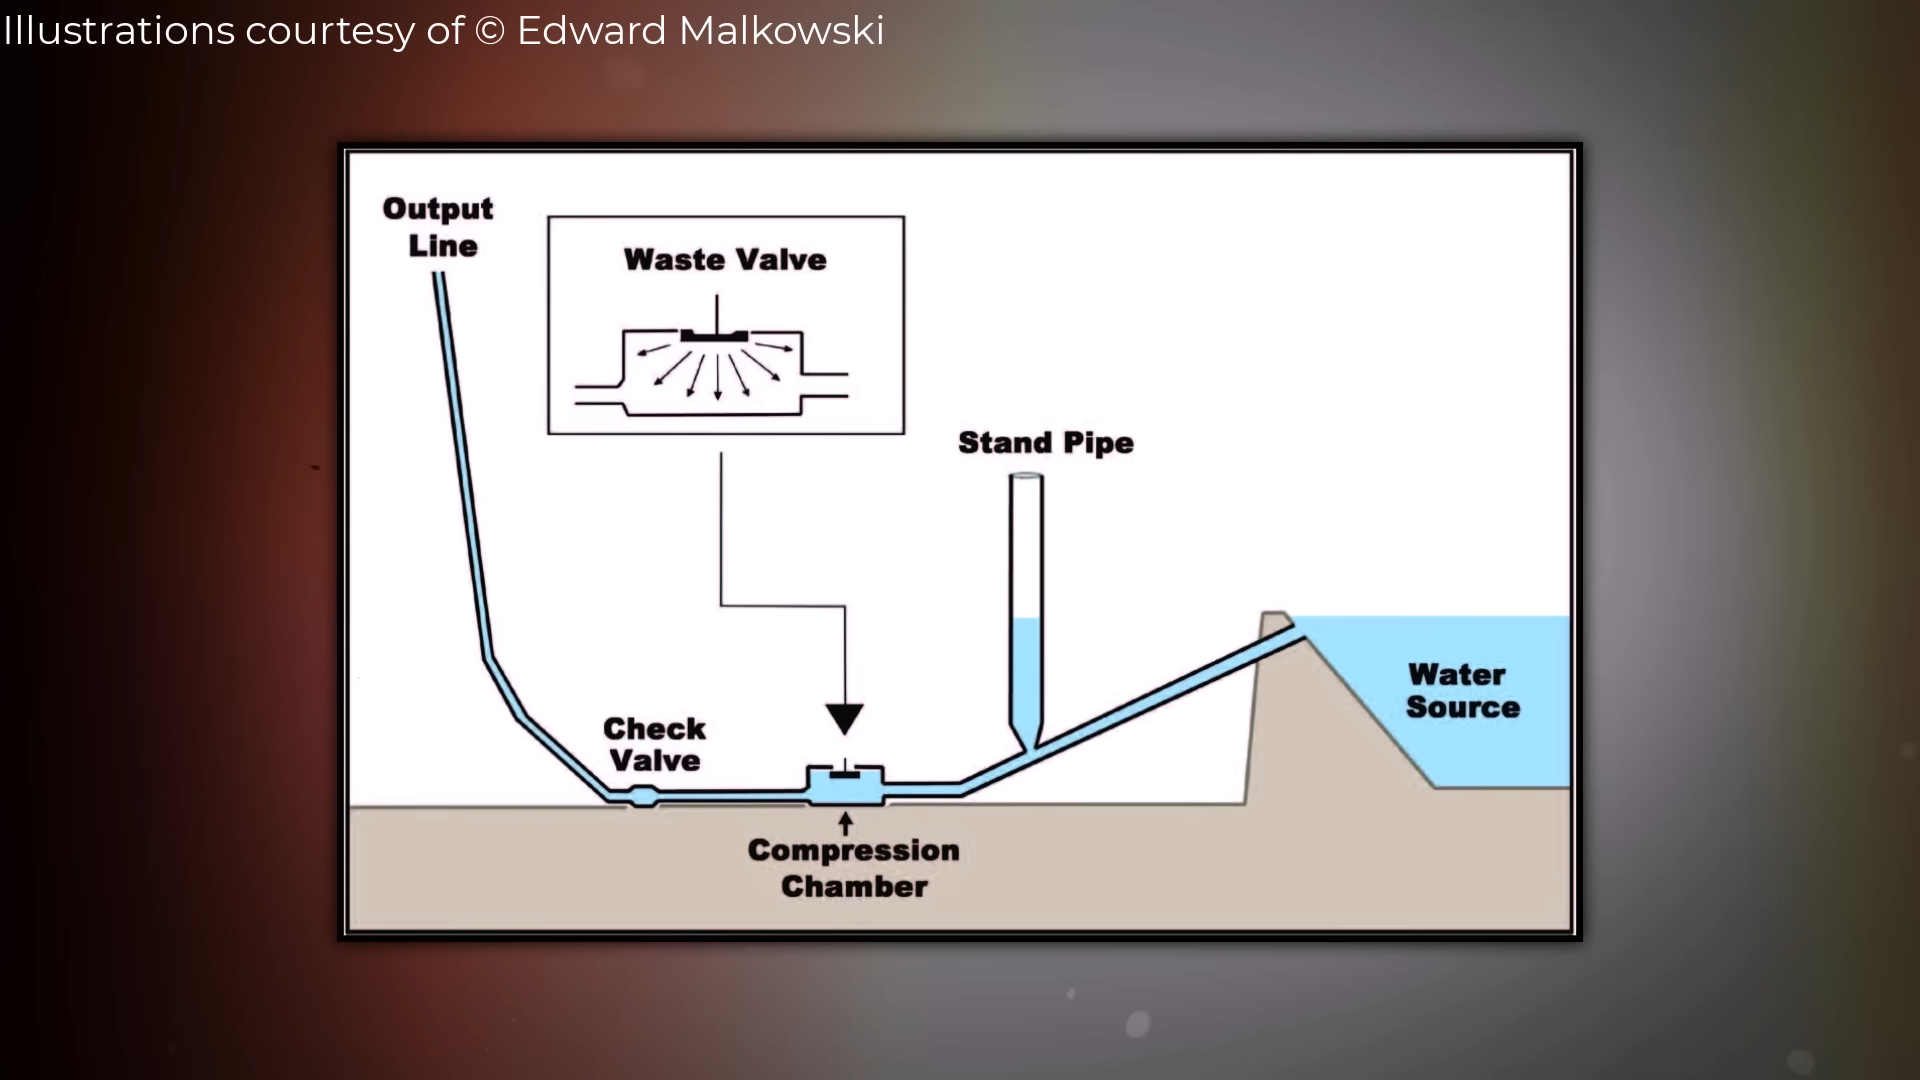 Illustrations courtesy of © Edward Malkowski
Output
Line
Waste Valve
Stand Pipe
Water
Source
Check
Valve
Compression
Chamber